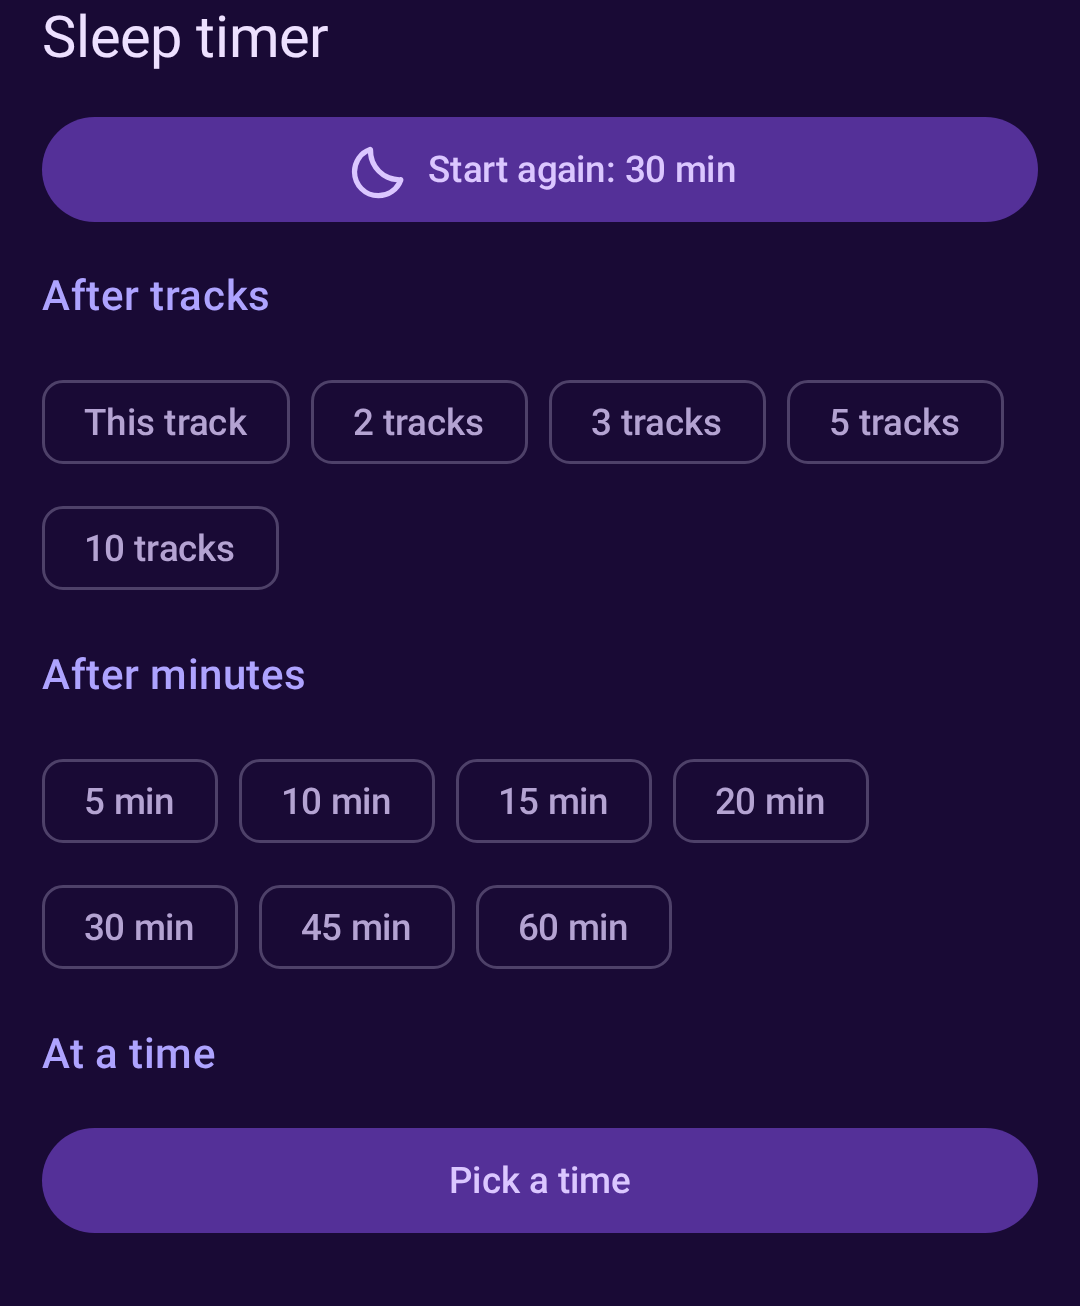 Sleep timer
Start again: 30 min
After tracks
This track 2 tracks 3 tracks 5 tracks
10 tracks
After minutes
5 min 10 min 15 min 20 min
30 min 45 min 60 min
At a time
Pick a time